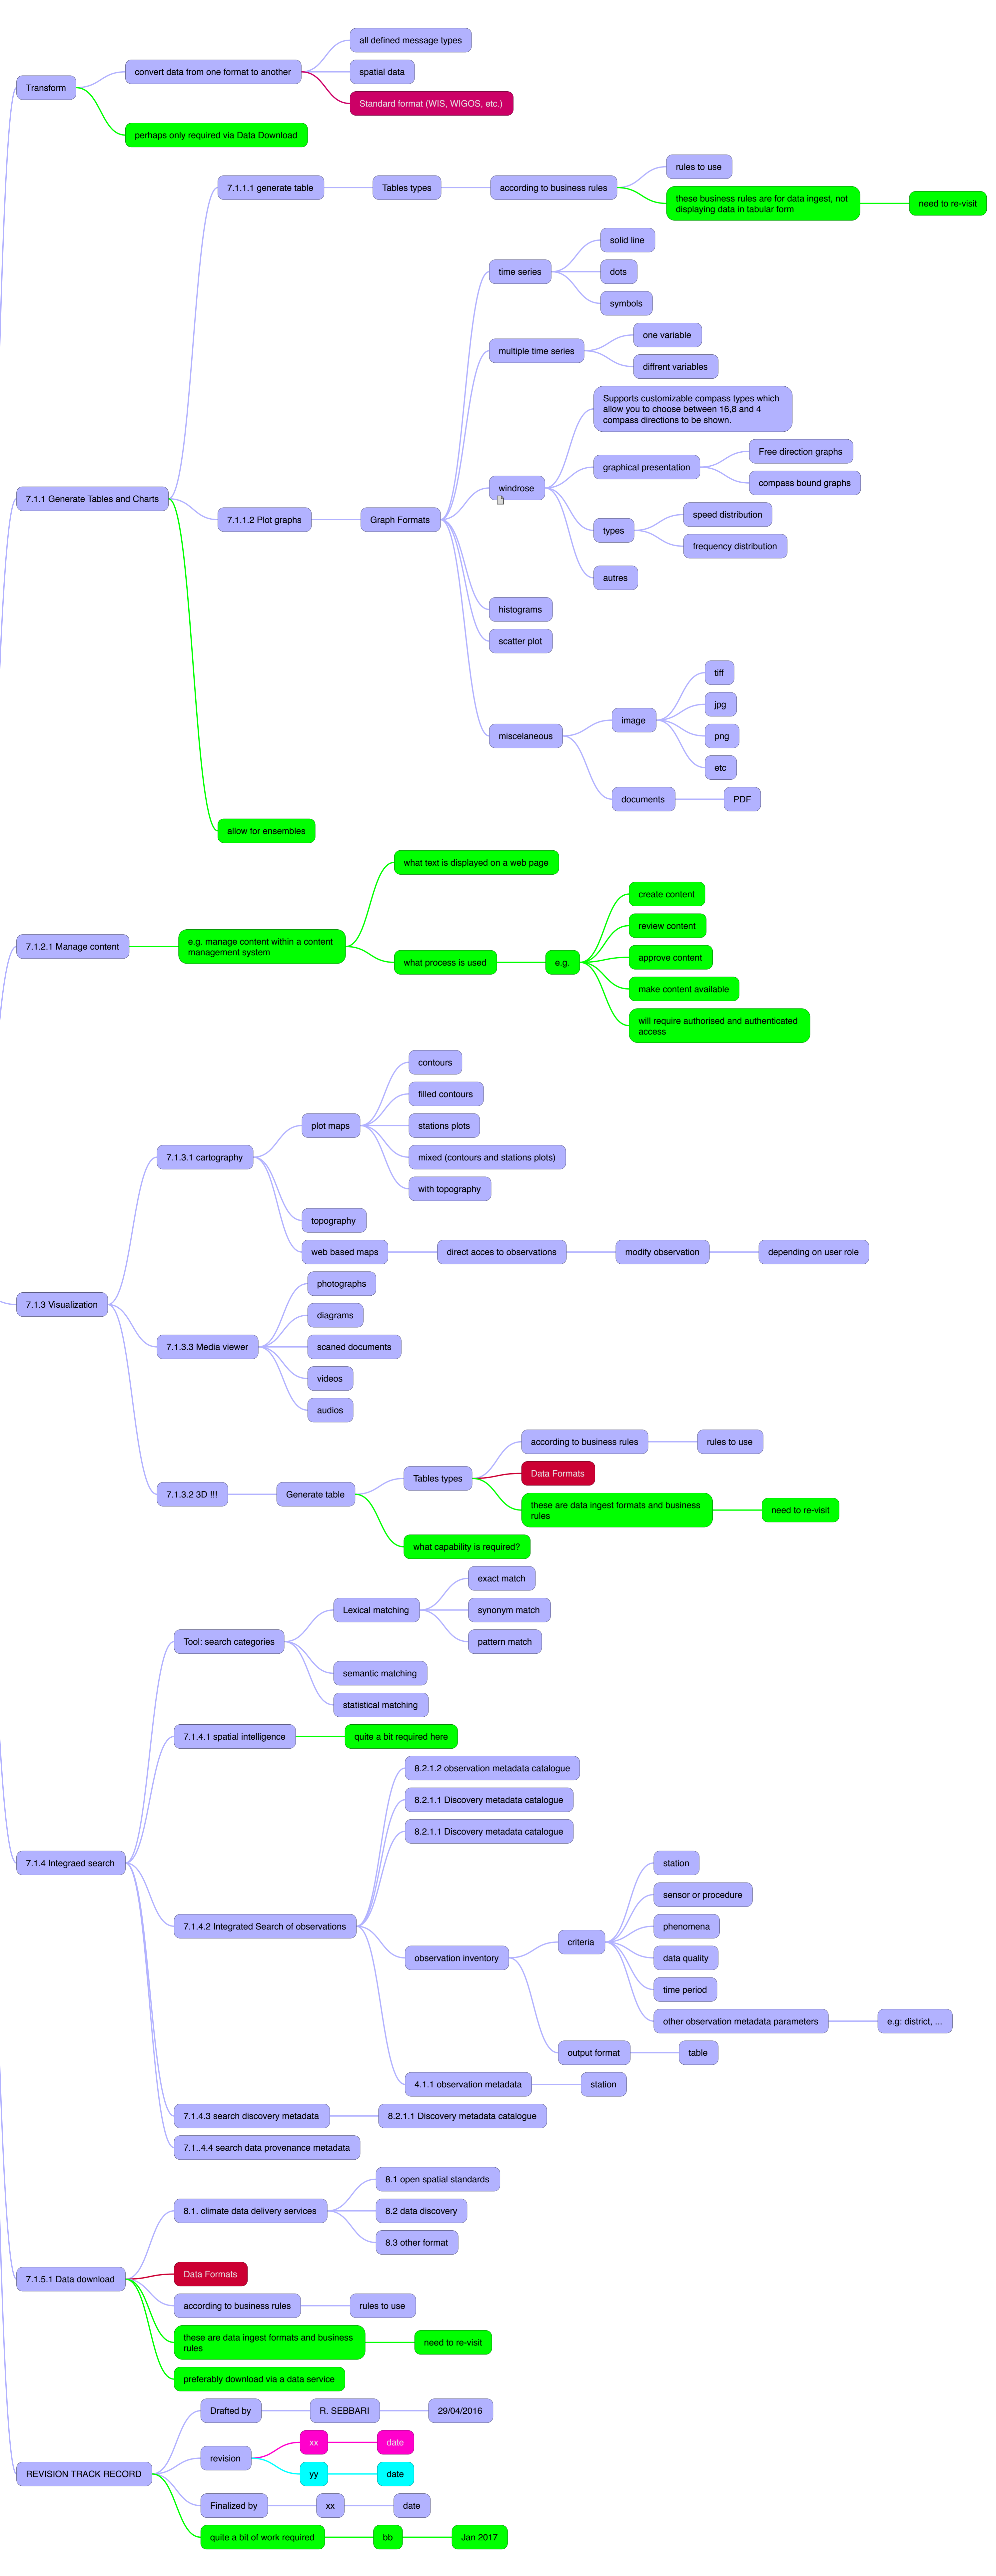 all defined message types
Transform
convert data from one format to another
spatial data
Standard format (WIS, WIGOS, etc.)
perhaps only required via Data Download
7.1.1.1 generate table
Tables types
according to business rules
rules to use
these business rules are for data ingest, not
displaying data in tabular form
need to re-visit
7.1.1 Generate Tables and Charts
7.1.1.2 Plot graphs
Graph Formats
time series
solid line
dots
symbols
multiple time series
one variable
diffrent variables
windrose
Supports customizable compass types which
allow you to choose between 16,8 and 4
compass directions to be shown.
graphical presentation
Free direction graphs
compass bound graphs
types
speed distribution
frequency distribution
autres
histograms
scatter plot
miscelaneous
image
tiff
jpg
png
etc
documents
PDF
allow for ensembles
7.1.2.1 Manage content
e.g. manage content within a content
management system
what text is displayed on a web page
what process is used
e.g.
create content
review content
approve content
make content available
will require authorised and authenticated
access
7.1.3 Visualization
7.1.3.1 cartography
plot maps
contours
filled contours
stations plots
mixed (contours and stations plots)
with topography
topography
web based maps
direct acces to observations
modify observation
depending on user role
7.1.3.3 Media viewer
photographs
diagrams
scaned documents
videos
audios
7.1.3.2 3D !!!
Generate table
Tables types
according to business rules
rules to use
Data Formats
these are data ingest formats and business
rules
need to re-visit
what capability is required?
7.1.4 Integraed search
Tool: search categories
Lexical matching
exact match
synonym match
pattern match
semantic matching
statistical matching
7.1.4.1 spatial intelligence
quite a bit required here
7.1.4.2 Integrated Search of observations
8.2.1.2 observation metadata catalogue
8.2.1.1 Discovery metadata catalogue
8.2.1.1 Discovery metadata catalogue
observation inventory
criteria
station
sensor or procedure
phenomena
data quality
time period
other observation metadata parameters
e.g: district, ...
output format
table
4.1.1 observation metadata
station
7.1.4.3 search discovery metadata
8.2.1.1 Discovery metadata catalogue
7.1..4.4 search data provenance metadata
7.1.5.1 Data download
8.1. climate data delivery services
8.1 open spatial standards
8.2 data discovery
8.3 other format
Data Formats
according to business rules
rules to use
these are data ingest formats and business
rules
need to re-visit
preferably download via a data service
REVISION TRACK RECORD
Drafted by
R. SEBBARI
29/04/2016
revision
xx
date
yy
date
Finalized by
xx
date
quite a bit of work required
bb
Jan 2017